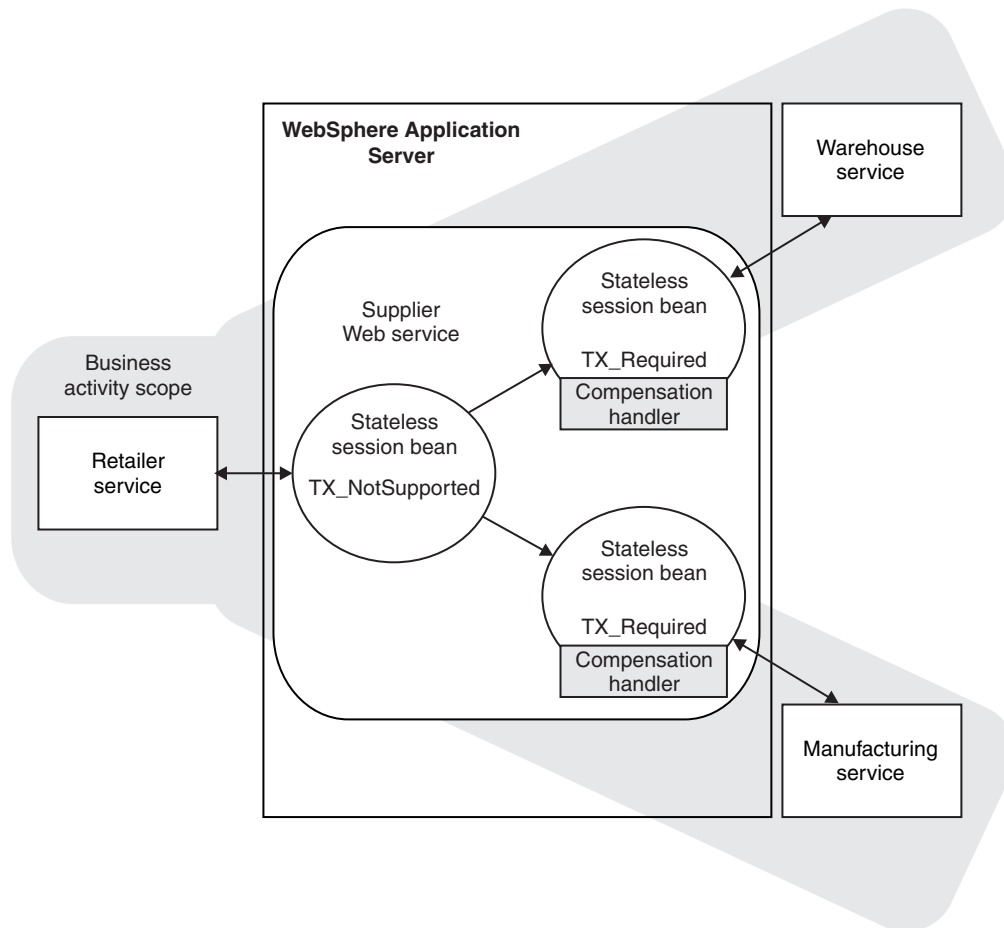 WebSphere Application
Server
Warehouse
service
Supplier
Web service
Stateless
session bean
TX_Required
Compensation
handler
Business
activity scope
Retailer
service
Stateless
session bean
TX_NotSupported
Stateless
session bean
TX_Required
Compensation
handler
Manufacturing
service